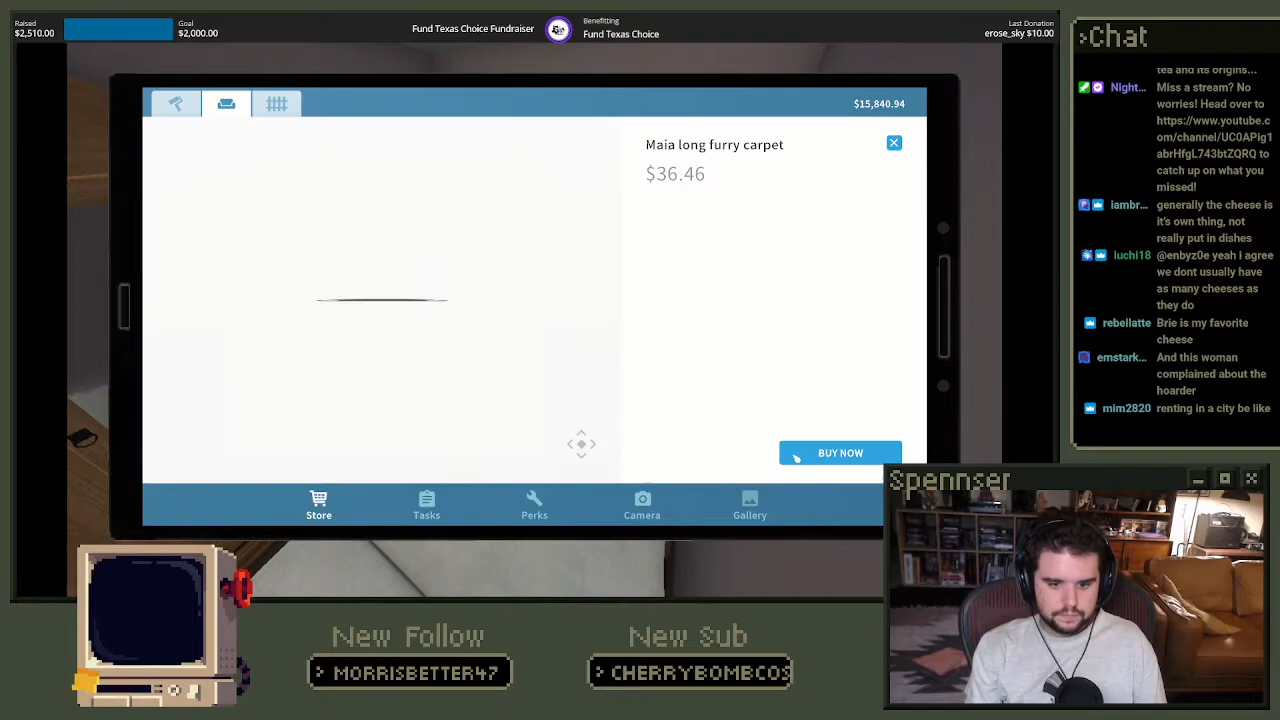 Raised
$2,510.00
Goal
$2,000.00
Fund Texas Choice Fundraiser
Benefitting
Fund Texas Choice
Last Donation
erose_sky $10.00
$15,840.94
Maia long furry carpet
$36.46
BUY NOW
Store
Tasks
Perks
Camera
Gallery
>Chat
tea and its origins...
Night... Miss a stream? No
worries! Head over to
https://www.youtube.c
om/channel/UC0APig1
abrHfgL743btZQRQ to
catch up on what you
missed!
iambr... generally the cheese is
it's own thing, not
really put in dishes
luchi18 @enbyz0e yeah i agree
we dont usually have
as many cheeses as
they do
rebellatte Brie is my favorite
cheese
emstark... And this woman
complained about the
hoarder
mim2820 renting in a city be like
Spennser
New Follow
> MORRISBETTER47
New Sub
> CHERRYBOMBCOS